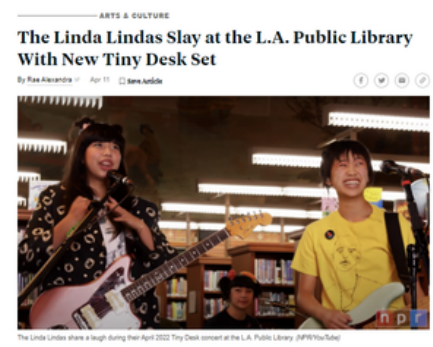 ARTS & CULTURE
The Linda Lindas Slay at the L.A. Public Library
With New Tiny Desk Set
By Rae Alexandra Apr 11 Save Article
n p r
The Linda Lindas share a laugh during their April 2022 Tiny Desk concert at the L.A. Public Library. (NPR/YouTube)